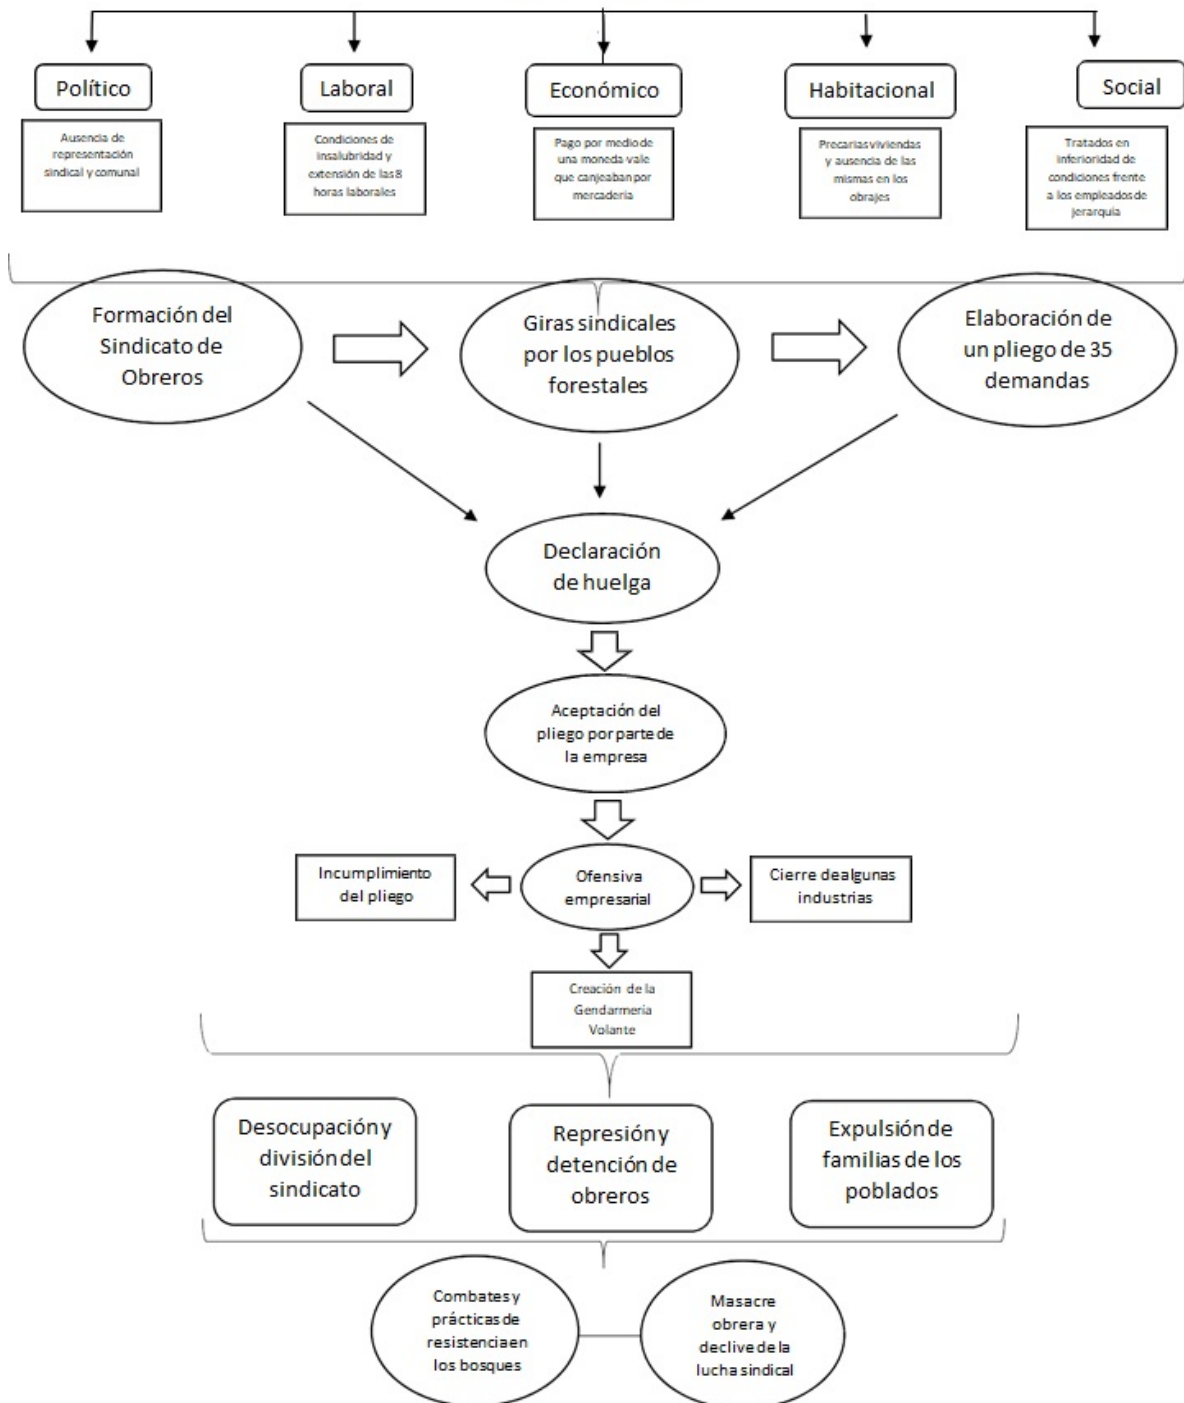 Político
Laboral
Económico
Habitacional
Social
Ausencia de
representación
sindical y comunal
Condiciones de
insalubridad y
extensión de las 8
horas laborales
Pago por medio de
una moneda vale
que canjeaban por
mercadería
Precarias viviendas y
ausencia de las
mismas en los
obrajes
Tratados en
inferioridad de
condiciones frente
a los empleados de
jerarquía
Formación del
Sindicato de
Obreros
Giras sindicales
por los pueblos
forestales
Elaboración de
un pliego de 35
demandas
Declaración
de huelga
Aceptación del
pliego por parte de
la empresa
Incumplimiento
del pliego
Ofensiva
empresarial
Cierre de algunas
industrias
Creación de la
Gendarmería
Volante
Desocupación y
división del
sindicato
Represión y
detención de
obreros
Expulsión de
familias de los
poblados
Combates y
prácticas de
resistencia en
los bosques
Masacre
obrera y
declive de la
lucha sindical